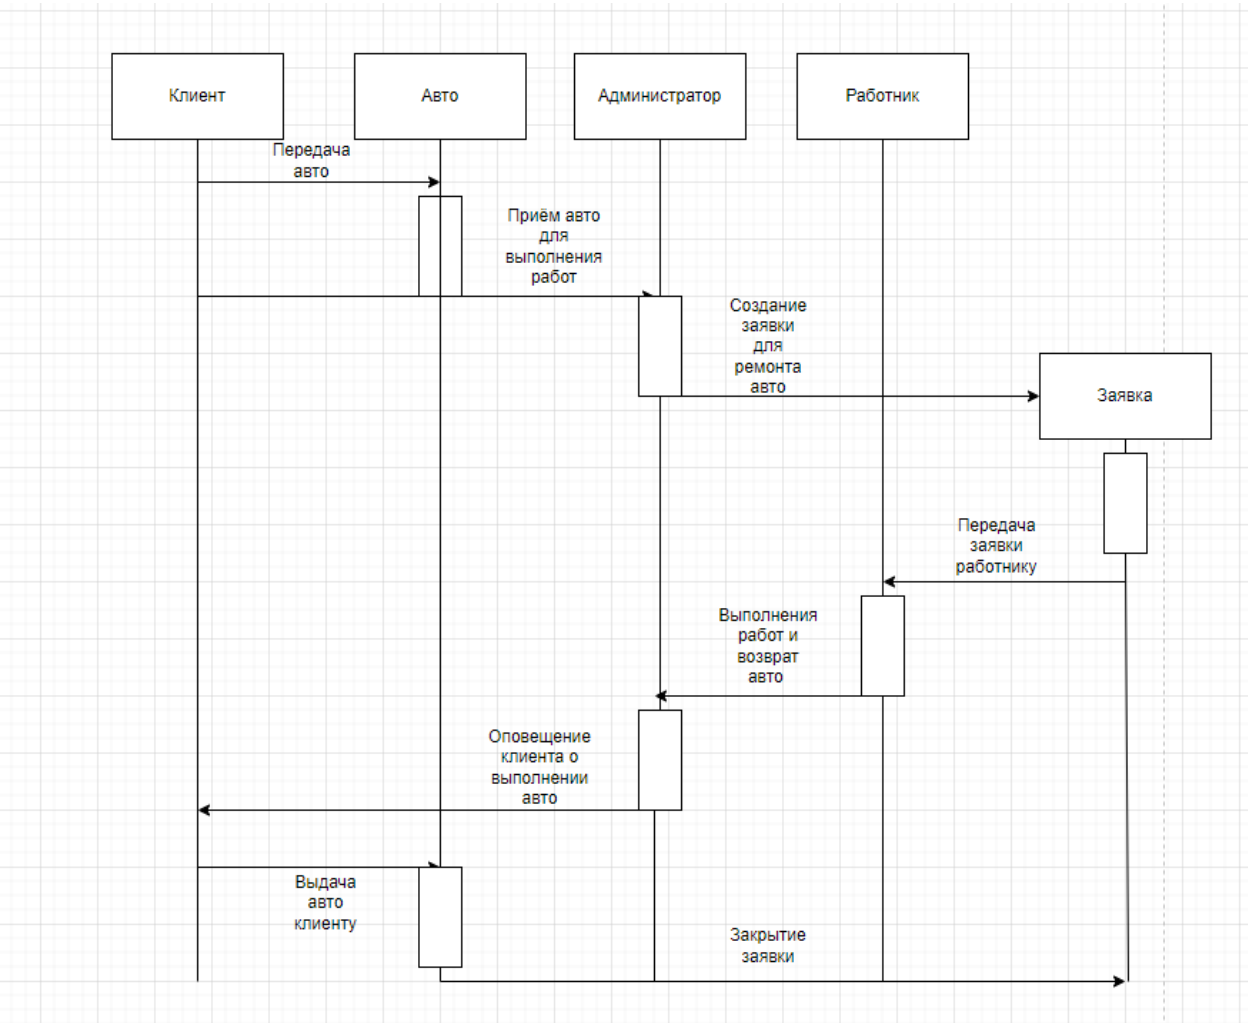 Клиент
Авто
Администратор
Работник
Передача
авто
Приём авто
для
выполнения
работ
Создание
заявки
для
ремонта
авто
Заявка
Передача
заявки
работнику
Выполнения
работ и
возврат
авто
Оповещение
клиента о
выполнении
авто
Выдача
авто
клиенту
Закрытие
заявки